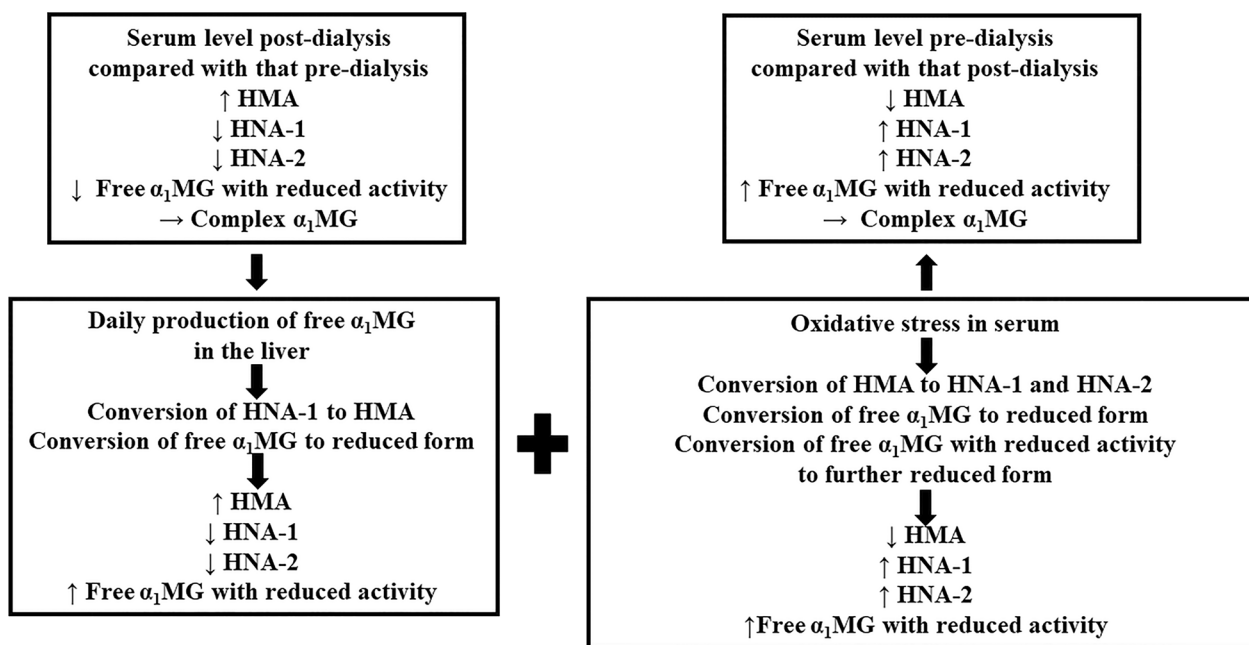 Serum level post-dialysis
compared with that pre-dialysis
↑ HMA
↓ HNA-1
↓ HNA-2
↓ Free α₁MG with reduced activity
→ Complex α₁MG
Daily production of free α₁MG
in the liver
Conversion of HNA-1 to HMA
Conversion of free α₁MG to reduced form
↑ HMA
↓ HNA-1
↓ HNA-2
↑ Free α₁MG with reduced activity
Serum level pre-dialysis
compared with that post-dialysis
↓ HMA
↑ HNA-1
↑ HNA-2
↑ Free α₁MG with reduced activity
→ Complex α₁MG
Oxidative stress in serum
Conversion of HMA to HNA-1 and HNA-2
Conversion of free α₁MG to reduced form
Conversion of free α₁MG with reduced activity
to further reduced form
↓ HMA
↑ HNA-1
↑ HNA-2
↑Free α₁MG with reduced activity